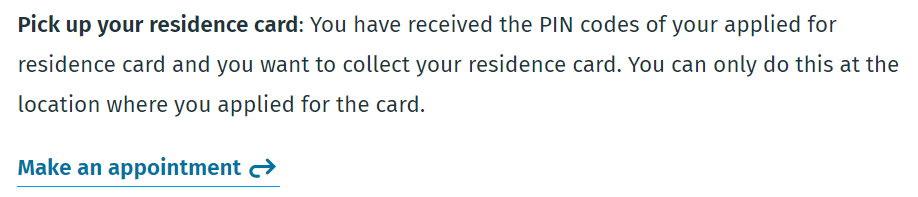 Pick up your residence card: You have received the PIN codes of your applied for
residence card and you want to collect your residence card. You can only do this at the
location where you applied for the card.
Make an appointment